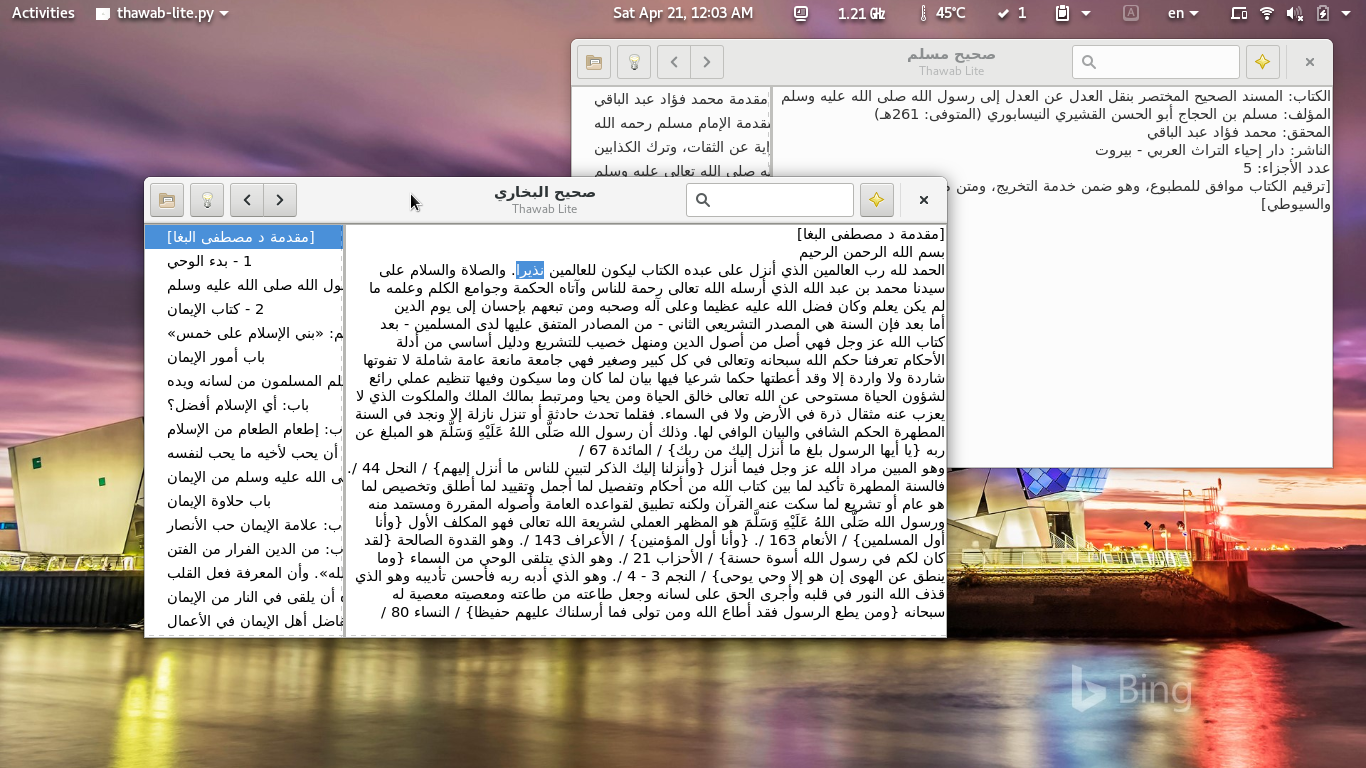 Activities
thawab-lite.py
Sat Apr 21, 12:03 AM
1.21 GHz
45°C
1
A
en
صحيح مسلم
Thawab Lite
مقدمة محمد فؤاد عبد الباقي
قدمة الإمام مسلم رحمه الله
عن الثقات، وترك الكذابين
صلى الله تعالى عليه وسلم
الكتاب: المسند الصحيح المختصر بنقل العدل عن العدل إلى رسول الله صلى الله عليه وسلم
المؤلف: مسلم بن الحجاج أبو الحسن القشيري النيسابوري (المتوفى: 261هـ)
المحقق: محمد فؤاد عبد الباقي
الناشر: دار إحياء التراث العربي - بيروت
عدد الأجزاء: 5
[ترقيم الكتاب موافق للمطبوع، وهو ضمن خدمة التخريج، ومتن
والسيوطي]
صحيح البخاري
Thawab Lite
[مقدمة د مصطفى البغا]
1 - بدء الوحي
ول الله صلى الله عليه وسلم
2 - كتاب الإيمان
م: «بني الإسلام على خمس»
باب أمور الإيمان
لم المسلمون من لسانه ويده
باب: أي الإسلام أفضل؟
ب: إطعام الطعام من الإسلام
أن يحب لأخيه ما يحب لنفسه
ى الله عليه وسلم من الإيمان
باب حلاوة الإيمان
ب: علامة الإيمان حب الأنصار
ب: من الدين الفرار من الفتن
لله». وأن المعرفة فعل القلب
أن يلقى في النار من الإيمان
فاضل أهل الإيمان في الأعمال
[مقدمة د مصطفى البغا]
بسم الله الرحمن الرحيم
الحمد لله رب العالمين الذي أنزل على عبده الكتاب ليكون للعالمين نذيرا. والصلاة والسلام على
سيدنا محمد بن عبد الله الذي أرسله الله تعالى رحمة للناس وآتاه الحكمة وجوامع الكلم وعلمه ما
لم يكن يعلم وكان فضل الله عليه عظيما وعلى آله وصحبه ومن تبعهم بإحسان إلى يوم الدين
أما بعد فإن السنة هي المصدر التشريعي الثاني - من المصادر المتفق عليها لدى المسلمين - بعد
كتاب الله عز وجل فهي أصل من أصول الدين ومنهل خصيب للتشريع ودليل أساسي من أدلة
الأحكام تعرفنا حكم الله سبحانه وتعالى في كل كبير وصغير فهي جامعة مانعة عامة شاملة لا تفوتها
شاردة ولا واردة إلا وقد أعطتها حكما شرعيا فيها بيان لما كان وما سيكون وفيها تنظيم عملي رائع
لشؤون الحياة مستوحى عن الله تعالى خالق الحياة ومن يحيا ومرتبط بمالك الملك والملكوت الذي لا
يعزب عنه مثقال ذرة في الأرض ولا في السماء. فقلما تحدث حادثة أو تنزل نازلة إلا ونجد في السنة
المطهرة الحكم الشافي والبيان الوافي لها. وذلك أن رسول الله صَلَّى اللهُ عَلَيْهِ وَسَلَّمَ هو المبلغ عن
ربه {يا أيها الرسول بلغ ما أنزل إليك من ربك} / المائدة 67 /
وهو المبين مراد الله عز وجل فيما أنزل {وأنزلنا إليك الذكر لتبين للناس ما أنزل إليهم} / النحل 44 /.
فالسنة المطهرة تأكيد لما بين كتاب الله من أحكام وتفصيل لما أجمل وتقييد لما أطلق وتخصيص لما
هو عام أو تشريع لما سكت عنه القرآن ولكنه تطبيق لقواعده العامة وأصوله المقررة ومستمد منه
ورسول الله صَلَّى اللهُ عَلَيْهِ وَسَلَّمَ هو المظهر العملي لشريعة الله تعالى فهو المكلف الأول {وأنا
أول المسلمين} / الأنعام 163 /. {وأنا أول المؤمنين} / الأعراف 143 /. وهو القدوة الصالحة {لقد
كان لكم في رسول الله أسوة حسنة} / الأحزاب 21 /. وهو الذي يتلقى الوحي من السماء {وما
ينطق عن الهوى إن هو إلا وحي يوحى} / النجم 3 - 4 /. وهو الذي أدبه ربه فأحسن تأديبه وهو الذي
قذف الله النور في قلبه وأجرى الحق على لسانه وجعل طاعته من طاعته ومعصيته معصية له
سبحانه {ومن يطع الرسول فقد أطاع الله ومن تولى فما أرسلناك عليهم حفيظا} / النساء 80 /
Bing